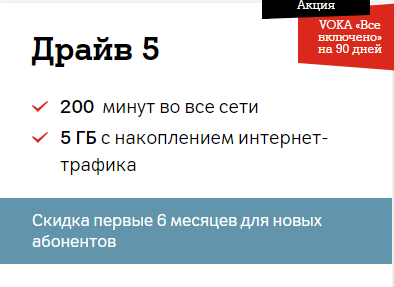 Акция
VOKA «Все
включено»
на 90 дней
Драйв 5
200 минут во все сети
5 ГБ с накоплением интернет-
трафика
Скидка первые 6 месяцев для новых
абонентов